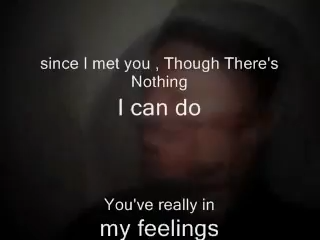 since I met you , Though There's
Nothing
I can do
You've really in
my feelings